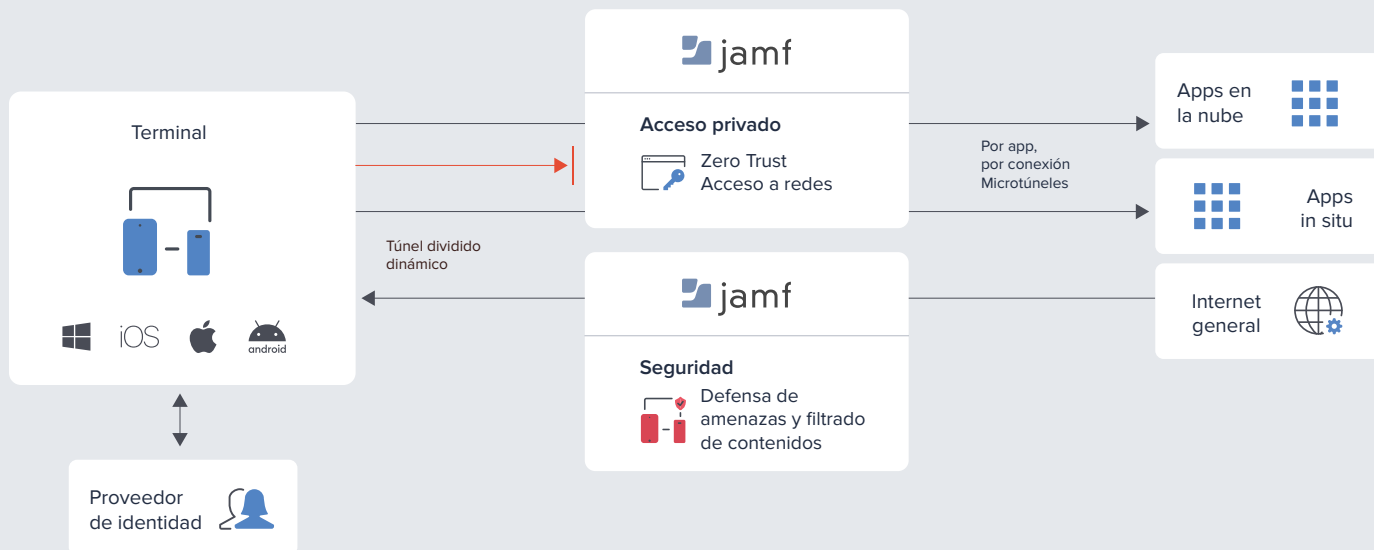 Terminal
iOS
android
Proveedor
de identidad
Túnel dividido
dinámico
jamf
Acceso privado
Zero Trust
Acceso a redes
jamf
Seguridad
Defensa de
amenazas y filtrado
de contenidos
Por app,
por conexión
Microtúneles
Apps en
la nube
Apps
in situ
Internet
general